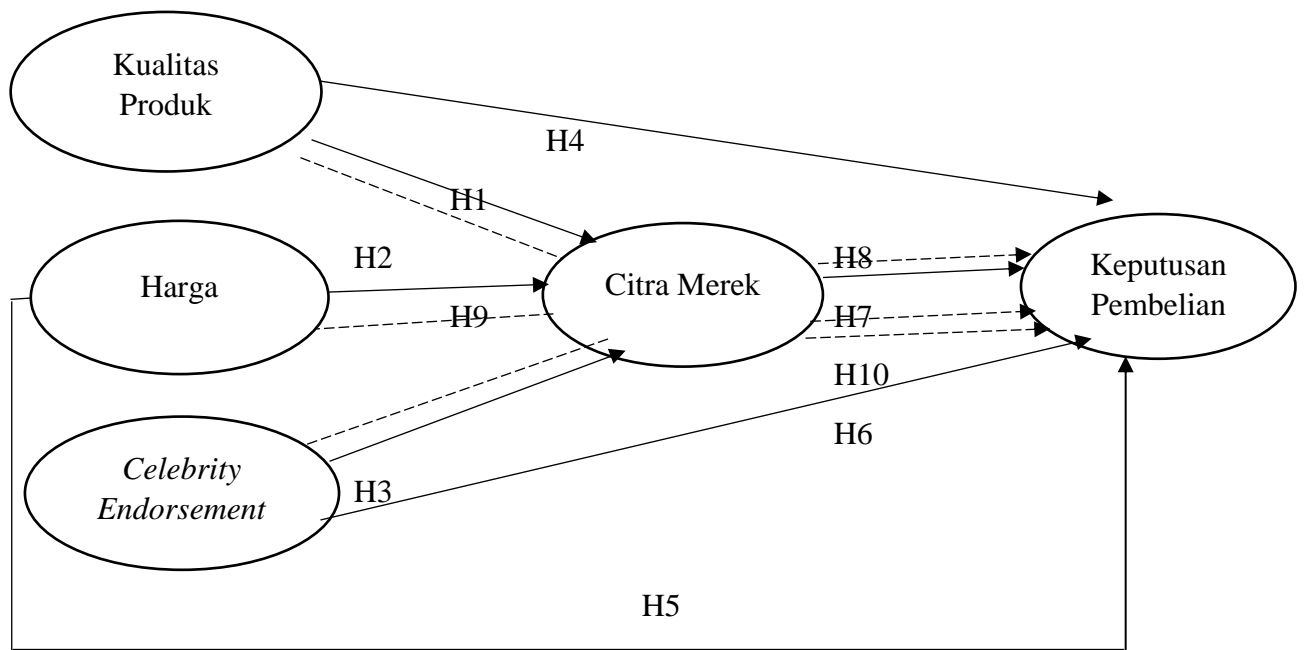 Kualitas
Produk
H4
H1
H2
H8
Harga
Citra Merek
Keputusan
Pembelian
H9
H7
H10
H6
Celebrity
Endorsement
H3
H5